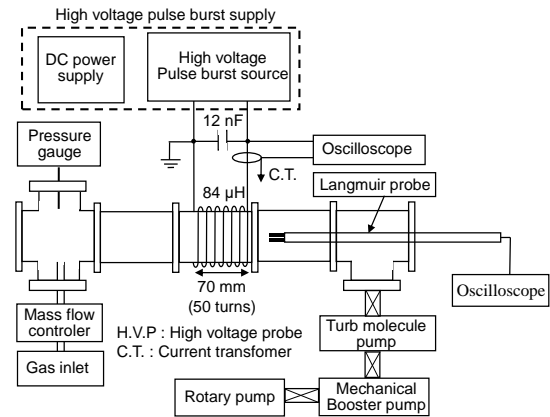 High voltage pulse burst supply
DC power
supply
High voltage
Pulse burst source
12 nF
Pressure
gauge
Oscilloscope
C.T.
84 μH
Langmuir probe
70 mm
(50 turns)
Oscilloscope
Mass flow
controler
H.V.P : High voltage probe
C.T. : Current transfomer
Turb molecule
pump
Gas inlet
Rotary pump
Mechanical
Booster pump